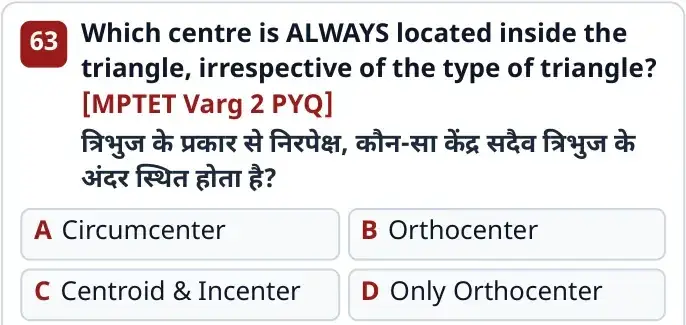 63 Which centre is ALWAYS located inside the
triangle, irrespective of the type of triangle?
[MPTET Varg 2 PYQ]
त्रिभुज के प्रकार से निरपेक्ष, कौन-सा केंद्र सदैव त्रिभुज के
अंदर स्थित होता है?
A Circumcenter
B Orthocenter
C Centroid & Incenter
D Only Orthocenter